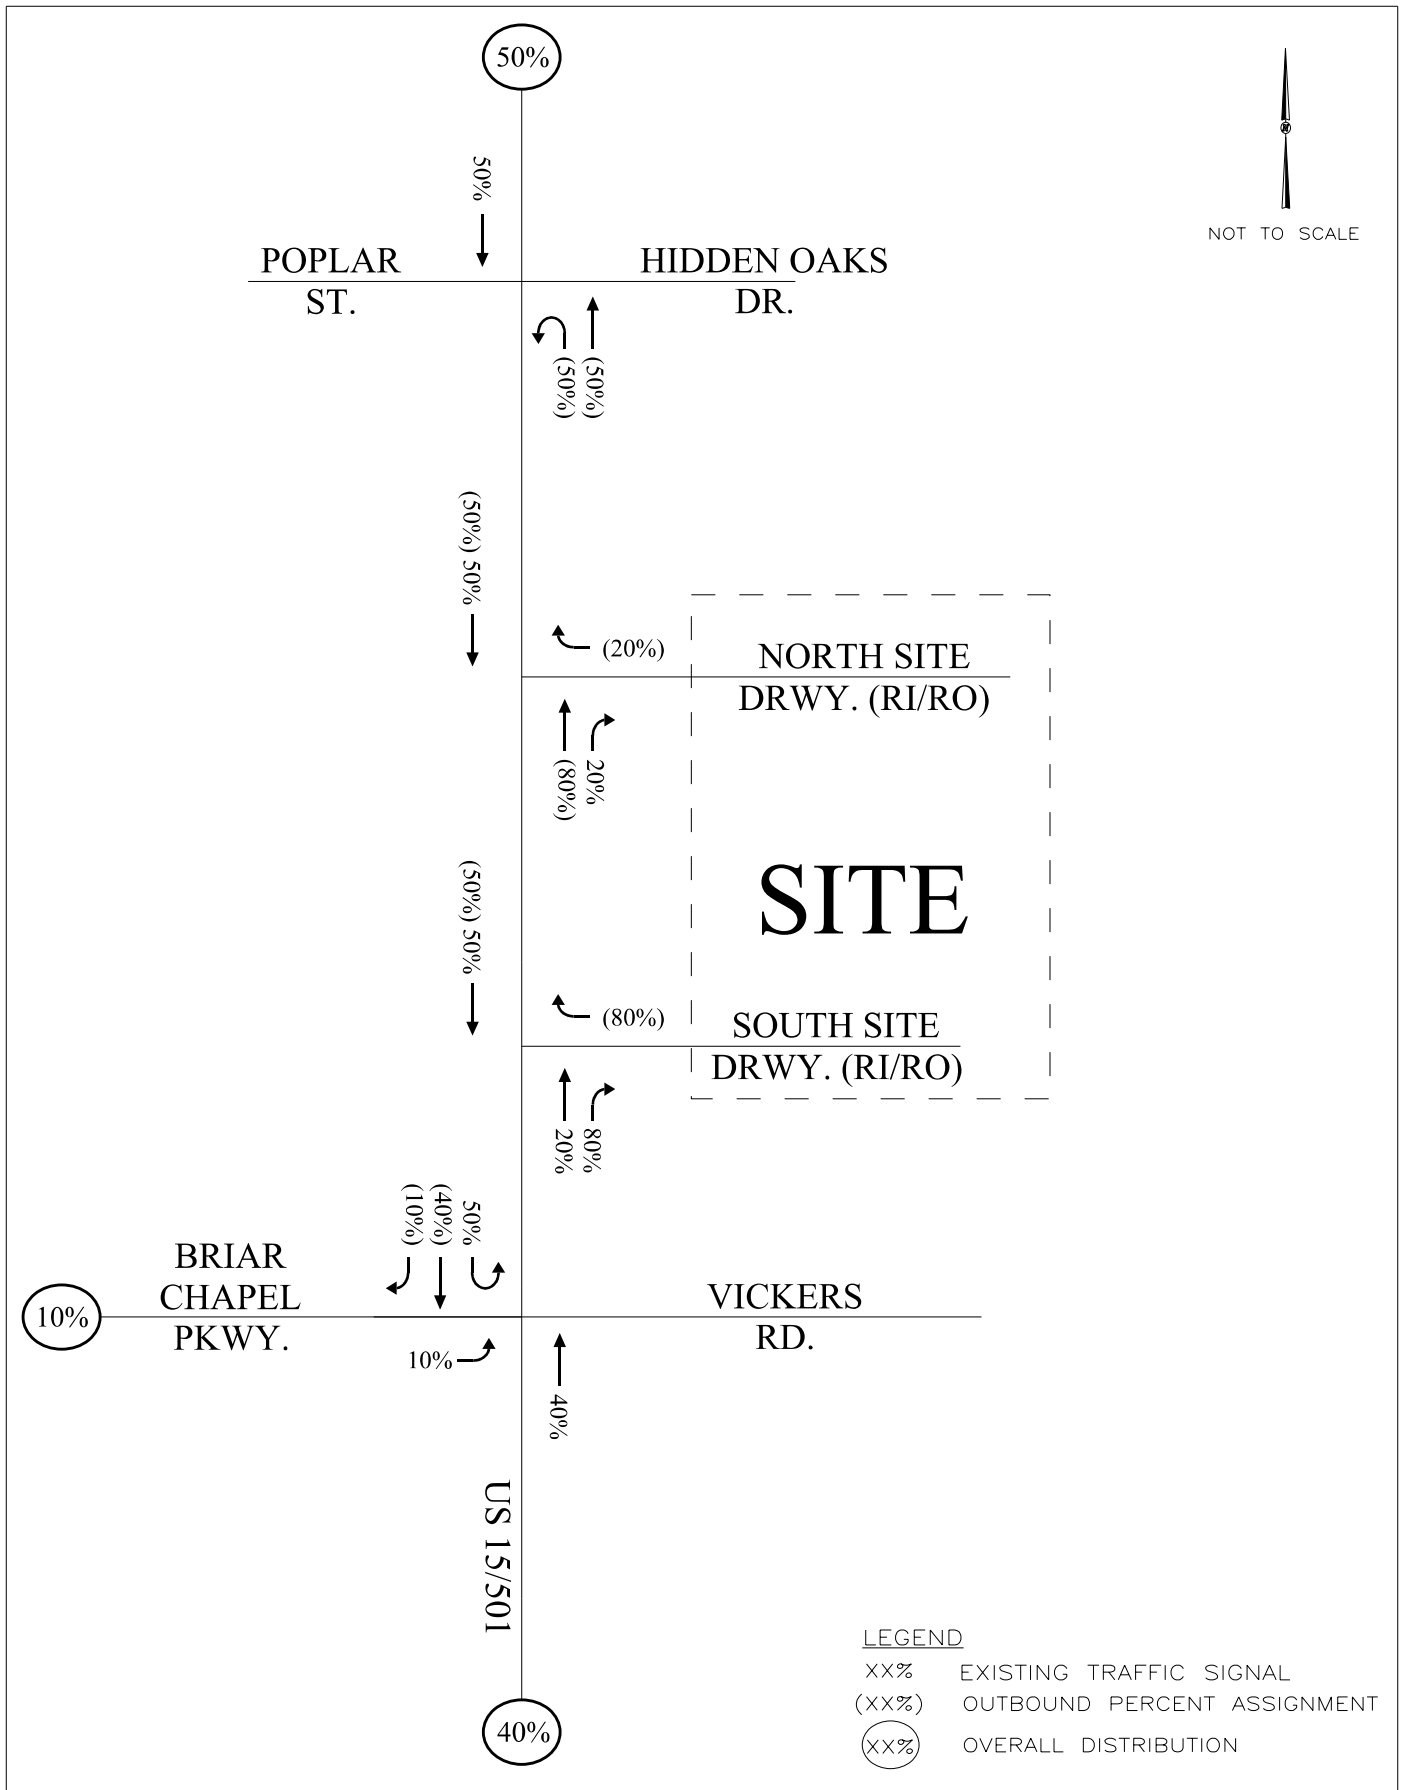 50%
50%
NOT TO SCALE
POPLAR
ST.
HIDDEN OAKS
DR.
(50%)
(50%)
(50%) 50%
(20%)
NORTH SITE
DRWY. (RI/RO)
(80%)
20%
SITE
(50%) 50%
(80%)
SOUTH SITE
DRWY. (RI/RO)
20%
80%
(10%)
(40%)
50%
BRIAR
CHAPEL
PKWY.
10%
VICKERS
RD.
10%
40%
US 15/501
40%
LEGEND
XX% EXISTING TRAFFIC SIGNAL
(XX%) OUTBOUND PERCENT ASSIGNMENT
XX% OVERALL DISTRIBUTION